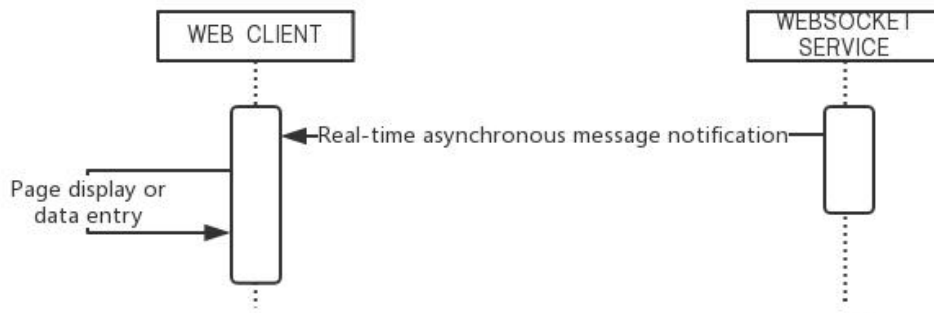 WEB CLIENT
WEBSOCKET
SERVICE
Real-time asynchronous message notification
Page display or
data entry